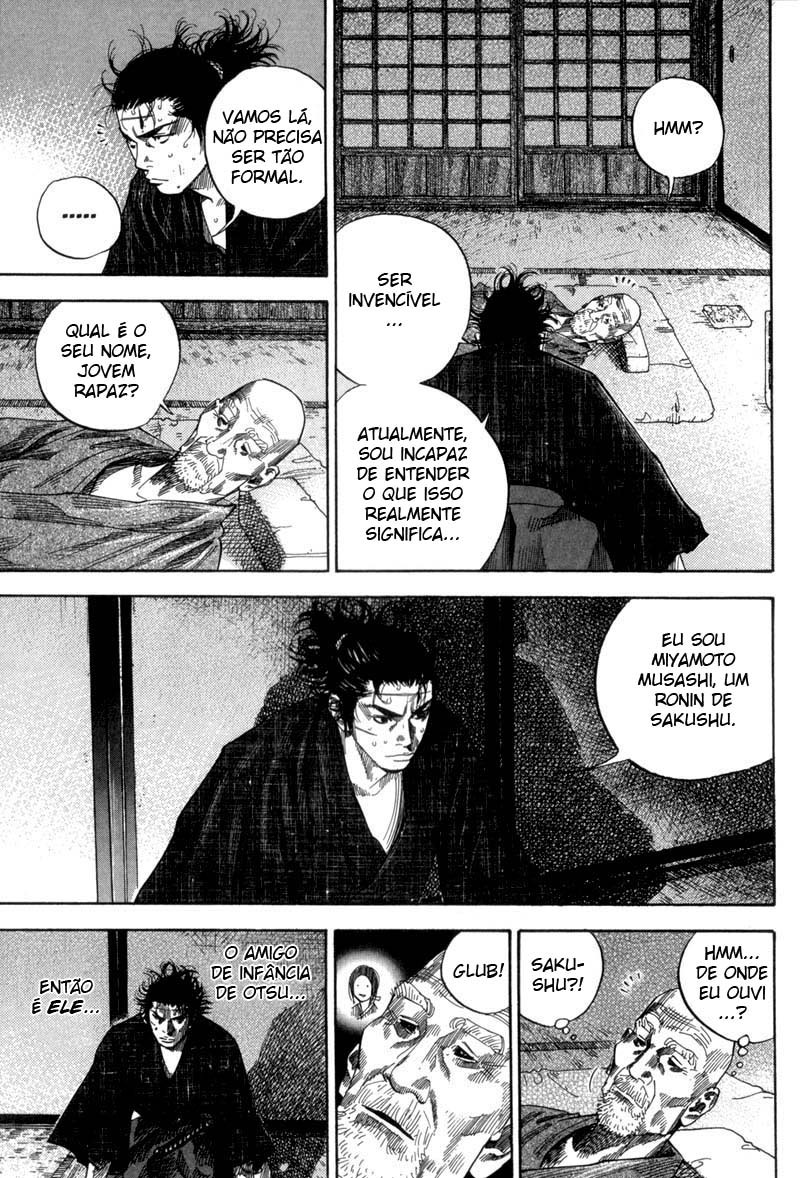 HMM?
SER
INVENCÍVEL
...
ATUALMENTE,
SOU INCAPAZ
DE ENTENDER
O QUE ISSO
REALMENTE
SIGNIFICA...
VAMOS LÁ,
NÃO PRECISA
SER TÃO
FORMAL.
.....
QUAL É O
SEU NOME,
JOVEM
RAPAZ?
EU SOU
MIYAMOTO
MUSASHI, UM
RONIN DE
SAKUSHU.
HMM...
DE ONDE
EU OUVI
...?
SAKU-
SHU?!
GLUB!
O AMIGO
DE INFÂNCIA
DE OTSU...
ENTÃO
É ELE...